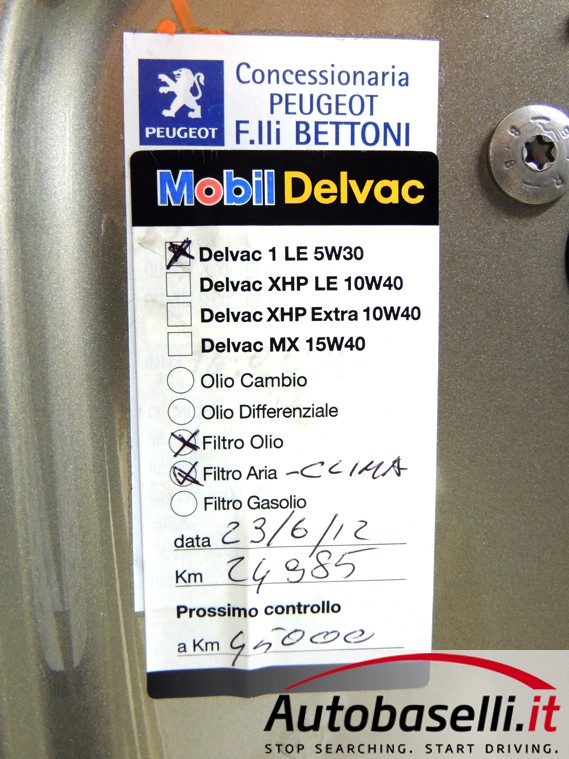 PEUGEOT
Concessionaria
PEUGEOT
F.lli BETTONI
Mobil Delvac
Delvac 1 LE 5W30
Delvac XHP LE 10W40
Delvac XHP Extra 10W40
Delvac MX 15W40
Olio Cambio
Olio Differenziale
Filtro Olio
Filtro Aria - CLIMA
Filtro Gasolio
data 23/6/12
Km 24985
Prossimo controllo
a Km 45000
Autobaselli.it
STOP SEARCHING. START DRIVING.